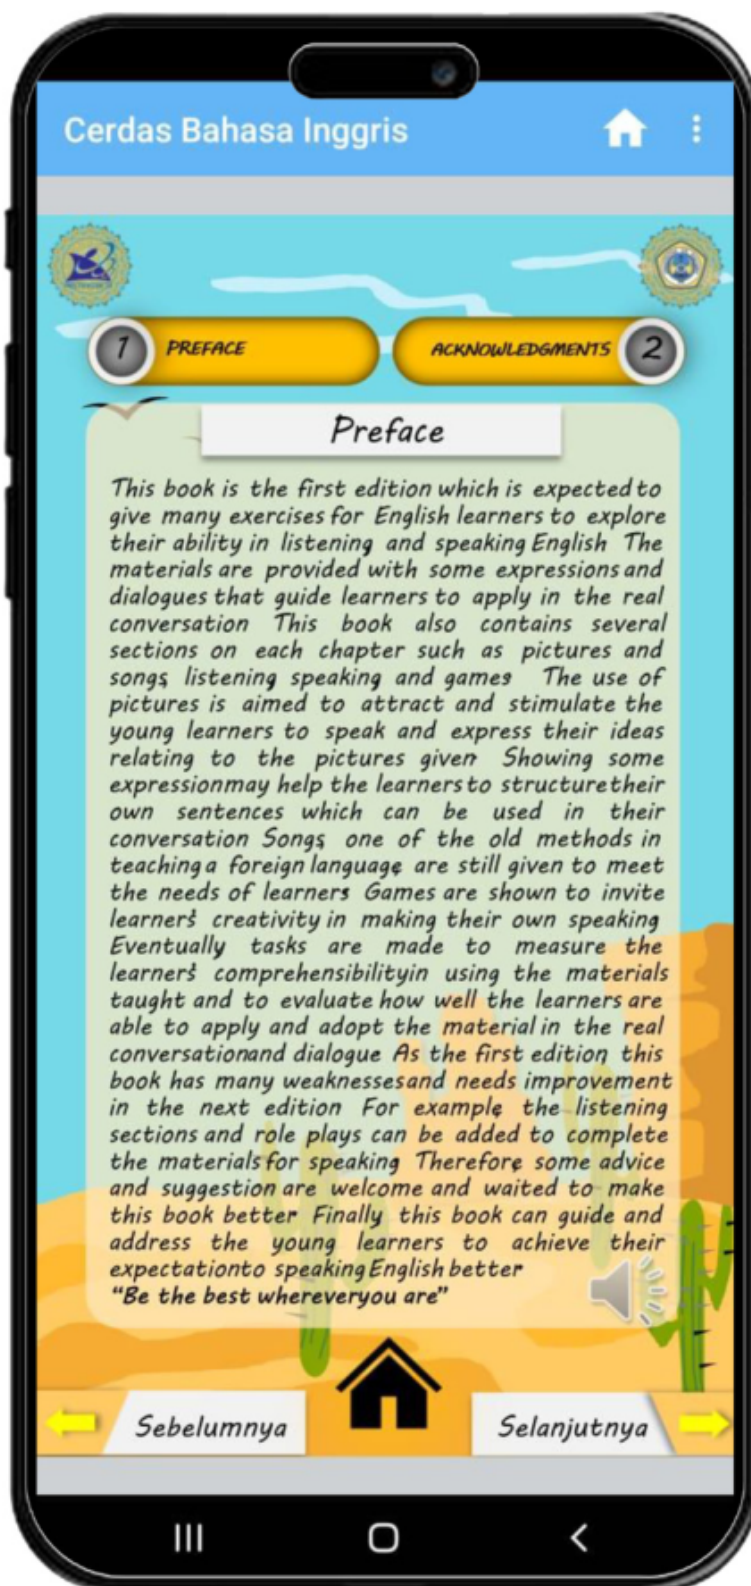 Cerdas Bahasa Inggris
1 PREFACE
ACKNOWLEDGMENTS 2
Preface
This book is the first edition which is expected to
give many exercises for English learners to explore
their ability in listening and speaking English The
materials are provided with some expressions and
dialogues that guide learners to apply in the real
conversation This book also contains several
sections on each chapter such as pictures and
songs, listening speaking and games The use of
pictures is aimed to attract and stimulate the
young learners to speak and express their ideas
relating to the pictures given. Showing some
expressionmay help the learners to structuretheir
own sentences which can be used in their
conversation Songs, one of the old methods in
teaching a foreign language, are still given to meet
the needs of learners. Games are shown to invite
learners' creativity in making their own speaking
Eventually tasks are made to measure the
learners' comprehensibilityin using the materials
taught and to evaluate how well the learners are
able to apply and adopt the material in the real
conversationand dialogue As the first edition, this
book has many weaknessesand needs improvement
in the next edition For example, the listening
sections and role plays can be added to complete
the materials for speaking Therefore, some advice
and suggestion are welcome and waited to make
this book better. Finally this book can guide and
address the young learners to achieve their
expectationto speaking English better.
"Be the best whereveryou are"
Sebelumnya
Selanjutnya